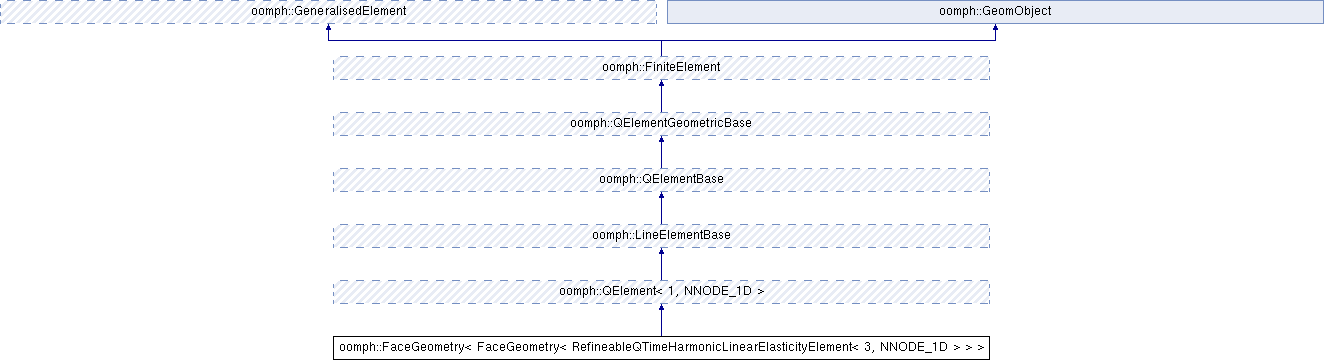 oomph::GeneralisedElement
oomph::GeomObject
oomph::FiniteElement
oomph::QElementGeometricBase
oomph::QElementBase
oomph::LineElementBase
oomph::QElement< 1, NNODE_1D >
oomph::FaceGeometry< FaceGeometry< RefineableQTimeHarmonicLinearElasticityElement< 3, NNODE_1D > > >